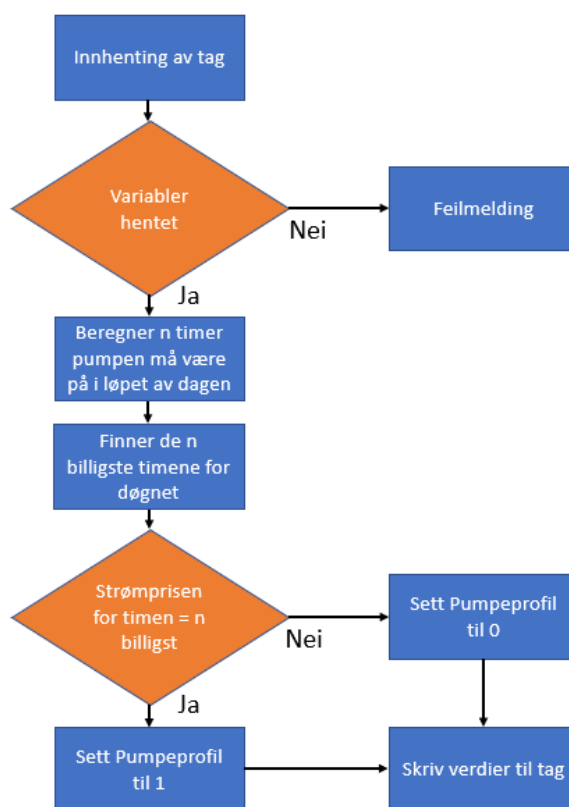 Innhenting av tag
Variabler
hentet
Nei
Feilmelding
Ja
Beregner n timer
pumpen må være
på i løpet av dagen
Finner de n
billigste timene for
døgnet
Strømprisen
for timen = n
billigst
Nei
Sett Pumpeprofil
til 0
Ja
Sett Pumpeprofil
til 1
Skriv verdier til tag